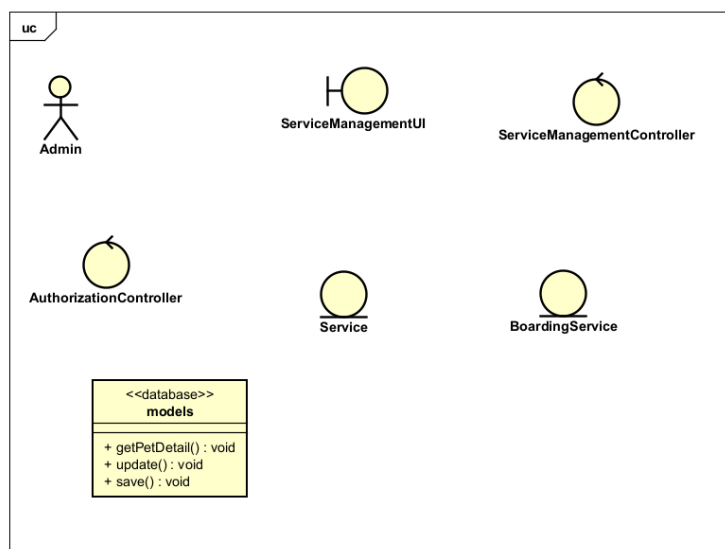 uc
Admin
ServiceManagementUI
ServiceManagementController
AuthorizationController
Service
BoardingService
<<database>>
models
+ getPetDetail() : void
+ update() : void
+ save() : void